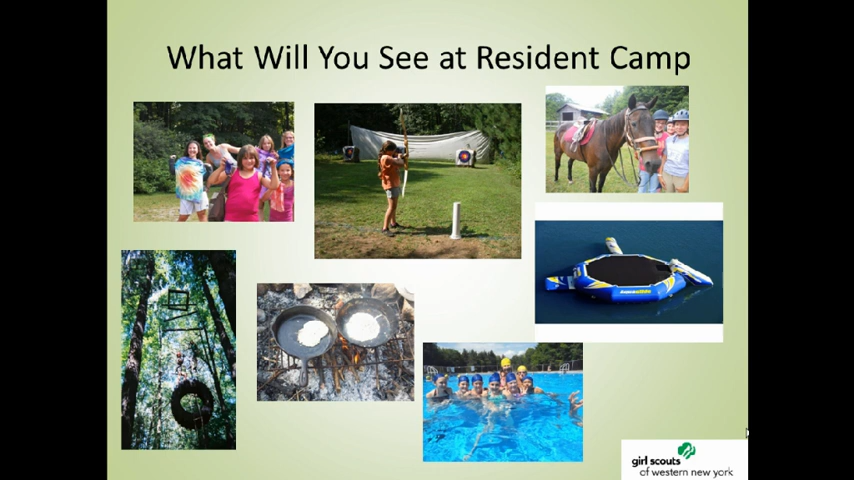 What Will You See at Resident Camp
girl scouts
of western new york